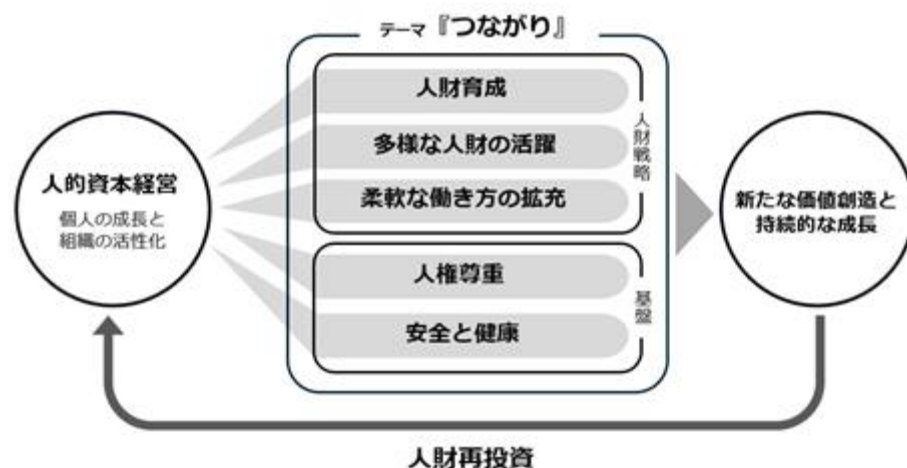 テーマ『つながり』
人的資本経営
個人の成長と
組織の活性化
人財育成
多様な人財の活躍
柔軟な働き方の拡充
人財戦略
人権尊重
安全と健康
基盤
新たな価値創造と
持続的な成長
人財再投資